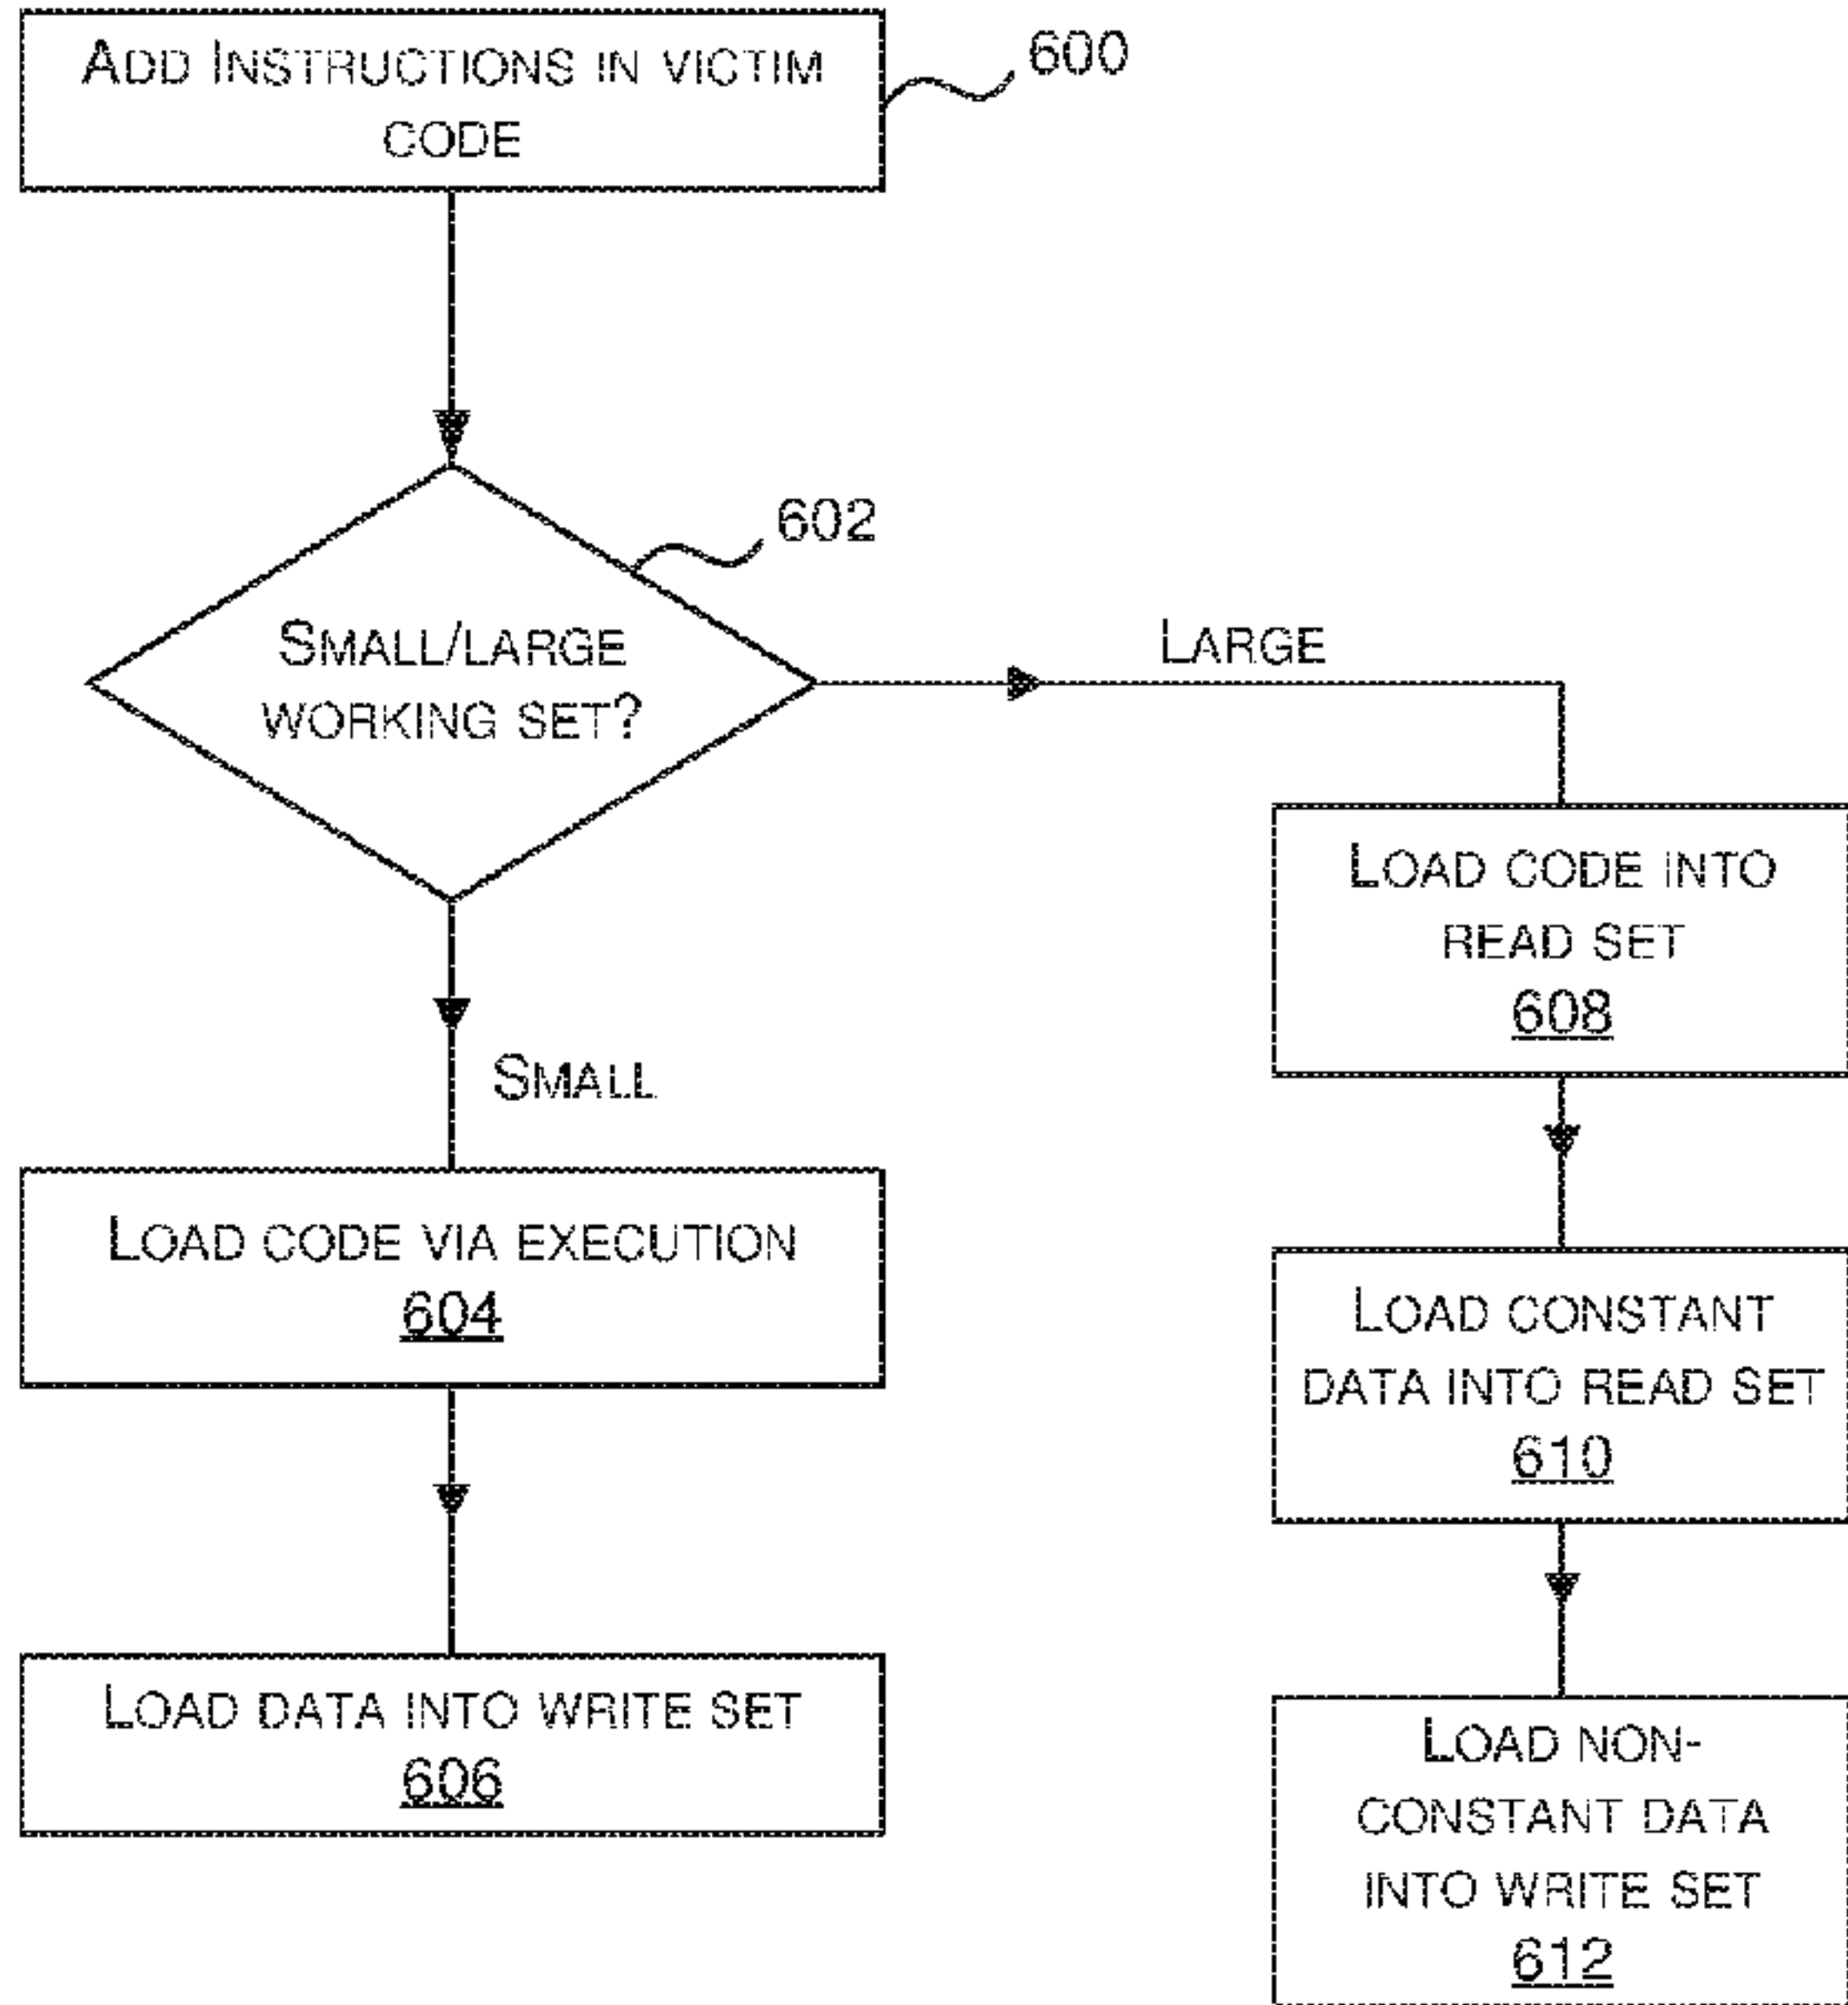 ADD INSTRUCTIONS IN VICTIM
CODE
600
602
SMALL/LARGE
WORKING SET?
LARGE
SMALL
LOAD CODE VIA EXECUTION
604
LOAD DATA INTO WRITE SET
606
LOAD CODE INTO
READ SET
608
LOAD CONSTANT
DATA INTO READ SET
610
LOAD NON-
CONSTANT DATA
INTO WRITE SET
612